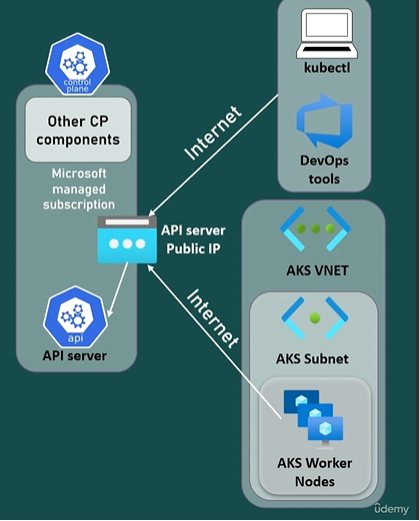 control
plane
Other CP
components
Microsoft
managed
subscription
API server
Public IP
api
API server
Internet
Internet
kubectl
DevOps
tools
AKS VNET
AKS Subnet
AKS Worker
Nodes
ûdemy